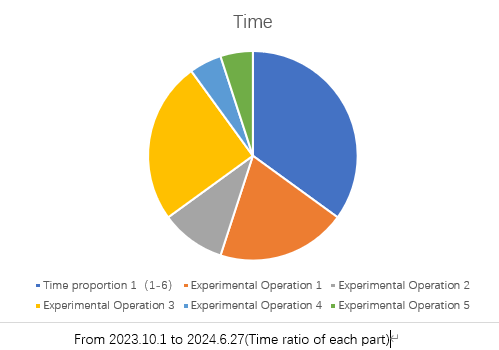 Time
Time proportion 1（1-6） Experimental Operation 1 Experimental Operation 2
Experimental Operation 3 Experimental Operation 4 Experimental Operation 5
From 2023.10.1 to 2024.6.27(Time ratio of each part)